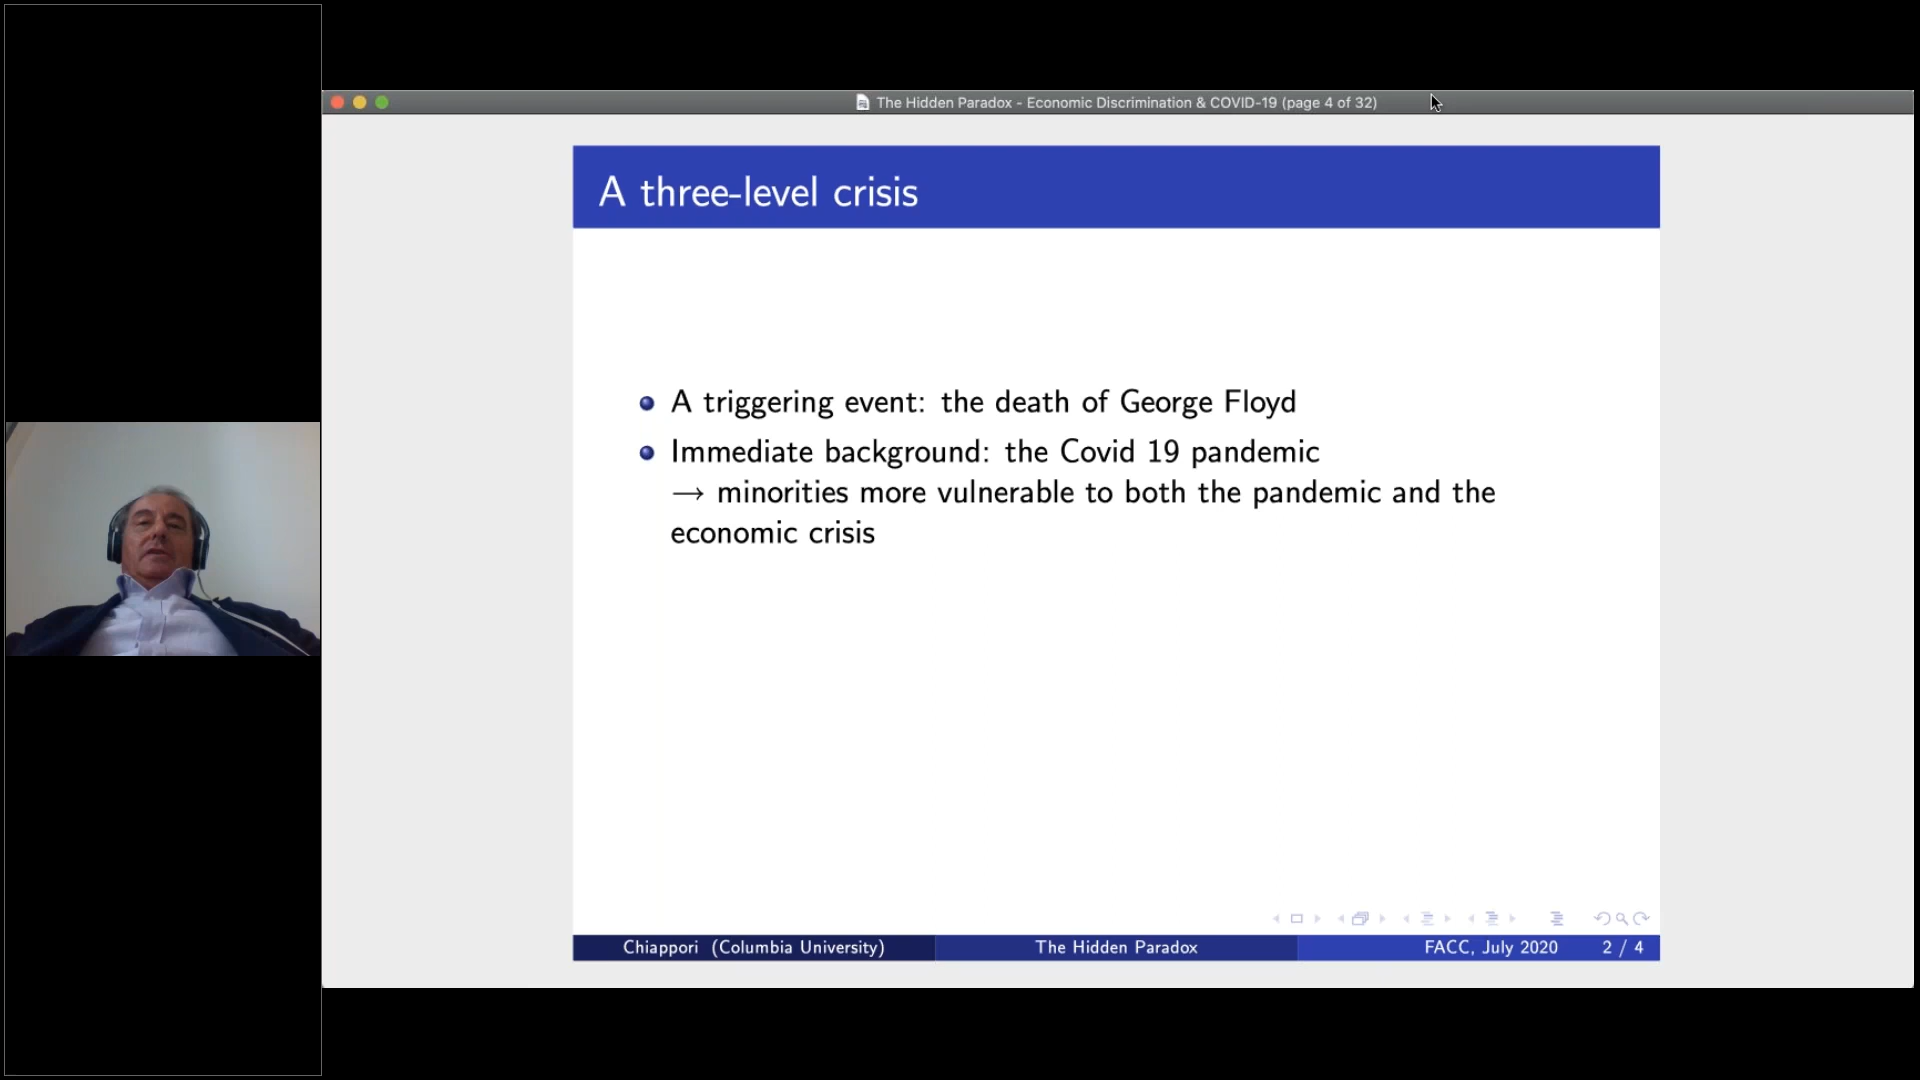 The Hidden Paradox - Economic Discrimination & COVID-19 (page 4 of 32)
A three-level crisis
A triggering event: the death of George Floyd
Immediate background: the Covid 19 pandemic
→ minorities more vulnerable to both the pandemic and the
economic crisis
Chiappori (Columbia University)
The Hidden Paradox
FACC, July 2020
2 / 4